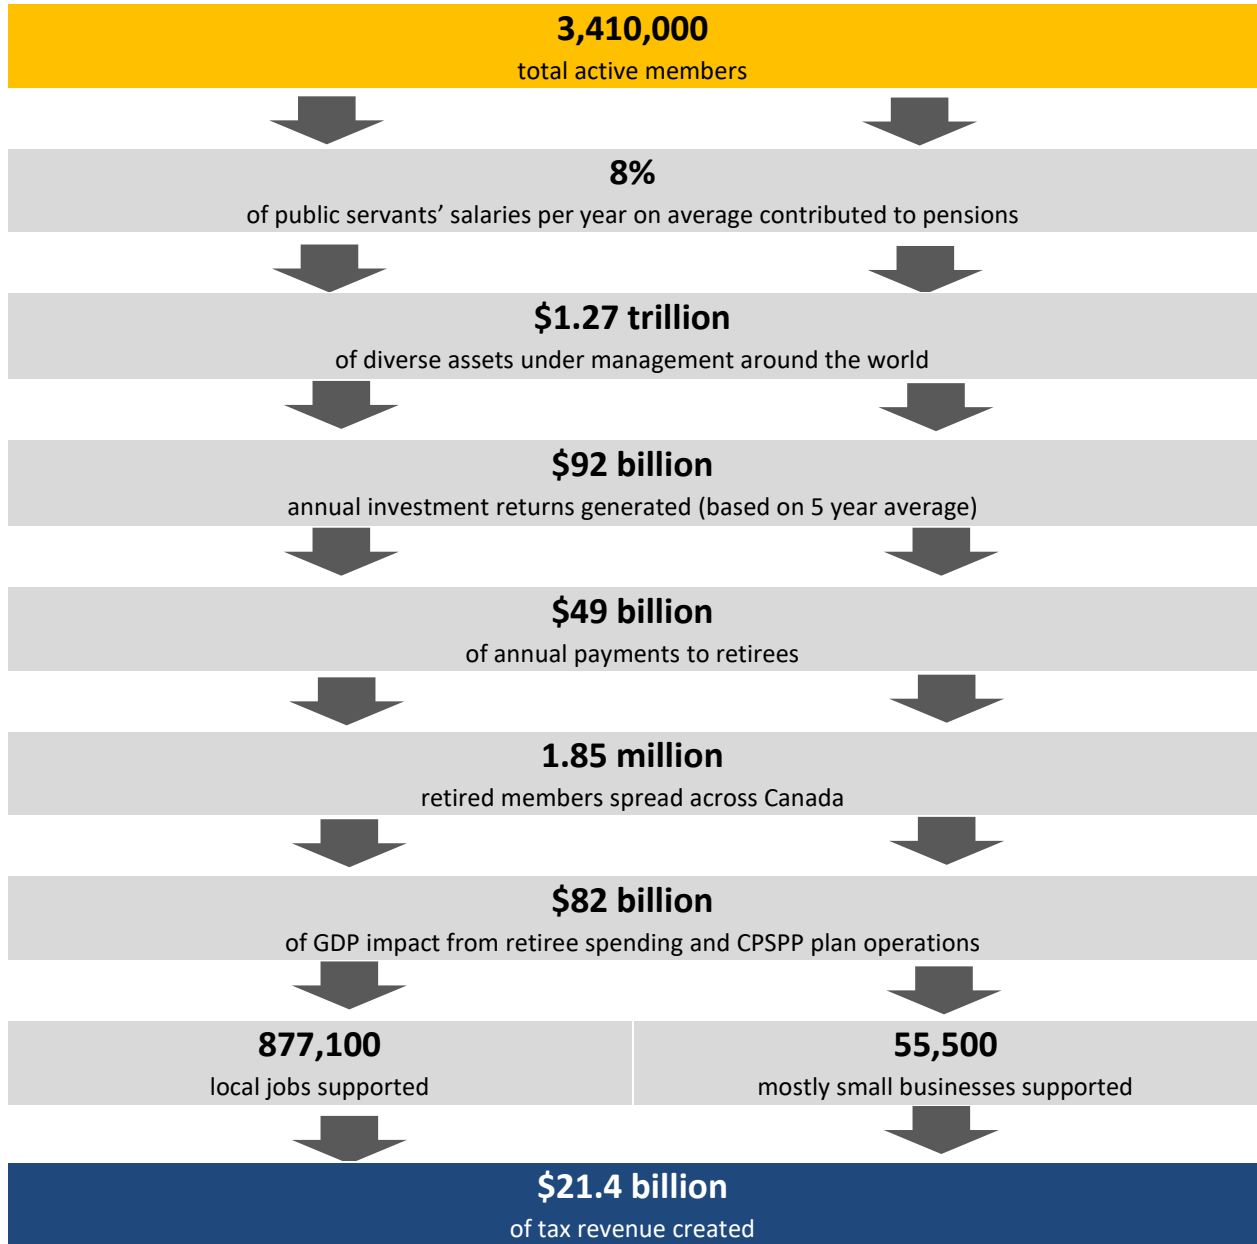 3,410,000
total active members
8%
of public servants’ salaries per year on average contributed to pensions
$1.27 trillion
of diverse assets under management around the world
$92 billion
annual investment returns generated (based on 5 year average)
$49 billion
of annual payments to retirees
1.85 million
retired members spread across Canada
$82 billion
of GDP impact from retiree spending and CPSPP plan operations
877,100
local jobs supported
55,500
mostly small businesses supported
$21.4 billion
of tax revenue created